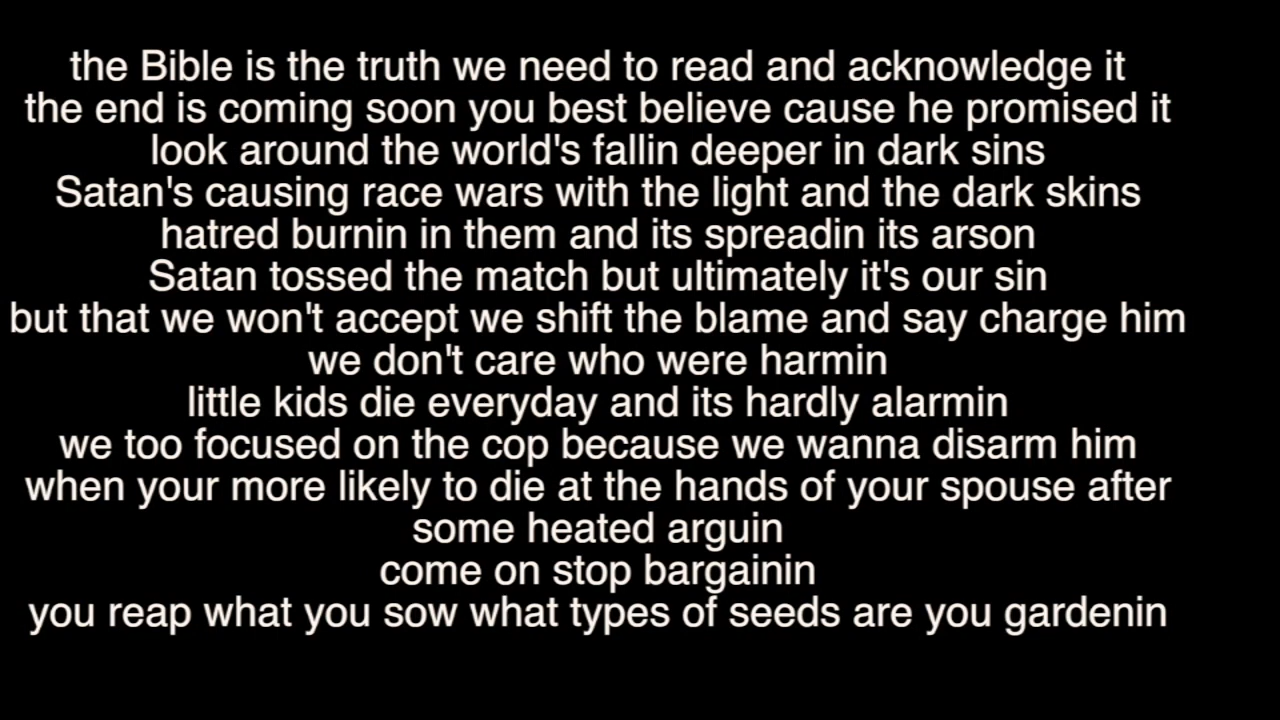 the Bible is the truth we need to read and acknowledge it
the end is coming soon you best believe cause he promised it
look around the world's fallin deeper in dark sins
Satan's causing race wars with the light and the dark skins
hatred burnin in them and its spreadin its arson
Satan tossed the match but ultimately it's our sin
but that we won't accept we shift the blame and say charge him
we don't care who were harmin
little kids die everyday and its hardly alarmin
we too focused on the cop because we wanna disarm him
when your more likely to die at the hands of your spouse after
some heated arguin
come on stop bargainin
you reap what you sow what types of seeds are you gardenin